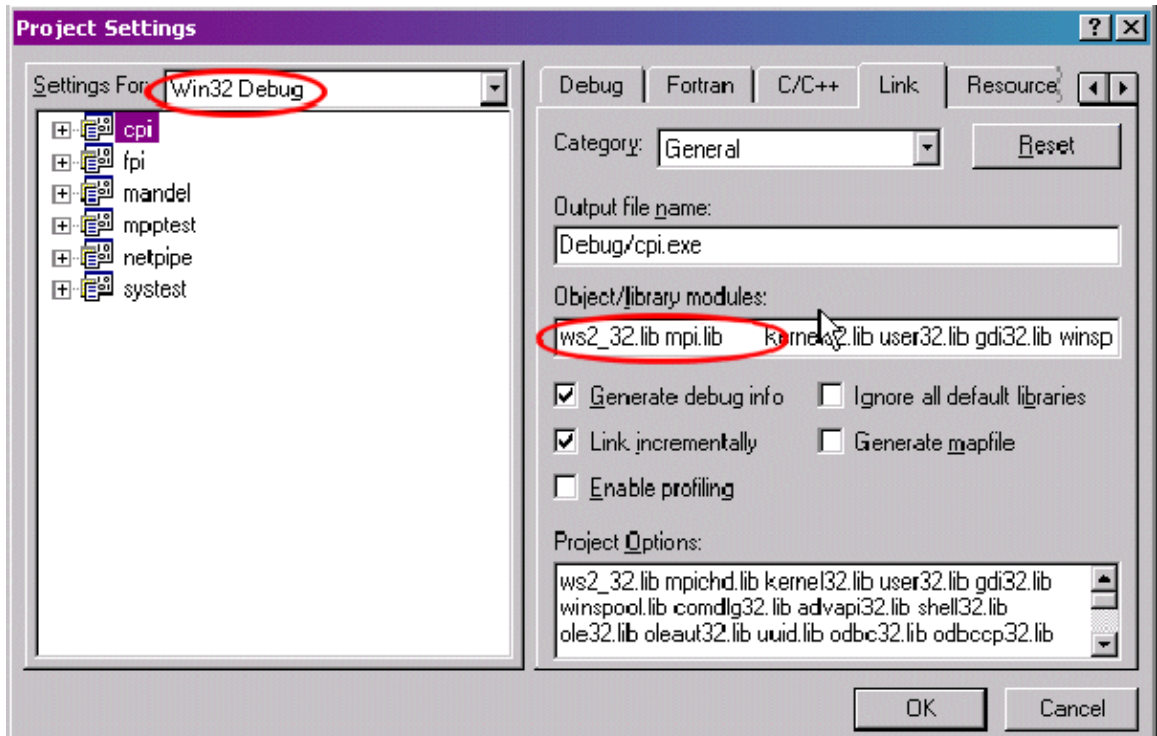 Project Settings
Settings For:
Win32 Debug
cpi
fpi
mandel
mpptest
netpipe
systest
Debug
Fortran
C/C++
Link
Resource
Category:
General
Reset
Output file name:
Debug/cpi.exe
Object/library modules:
ws2_32.lib mpi.lib kernel32.lib user32.lib gdi32.lib winsp
Generate debug info
Ignore all default libraries
Link incrementally
Generate mapfile
Enable profiling
Project Options:
ws2_32.lib mpichd.lib kernel32.lib user32.lib gdi32.lib
winspool.lib comdlg32.lib advapi32.lib shell32.lib
ole32.lib oleaut32.lib uuid.lib odbc32.lib odbccp32.lib
OK
Cancel